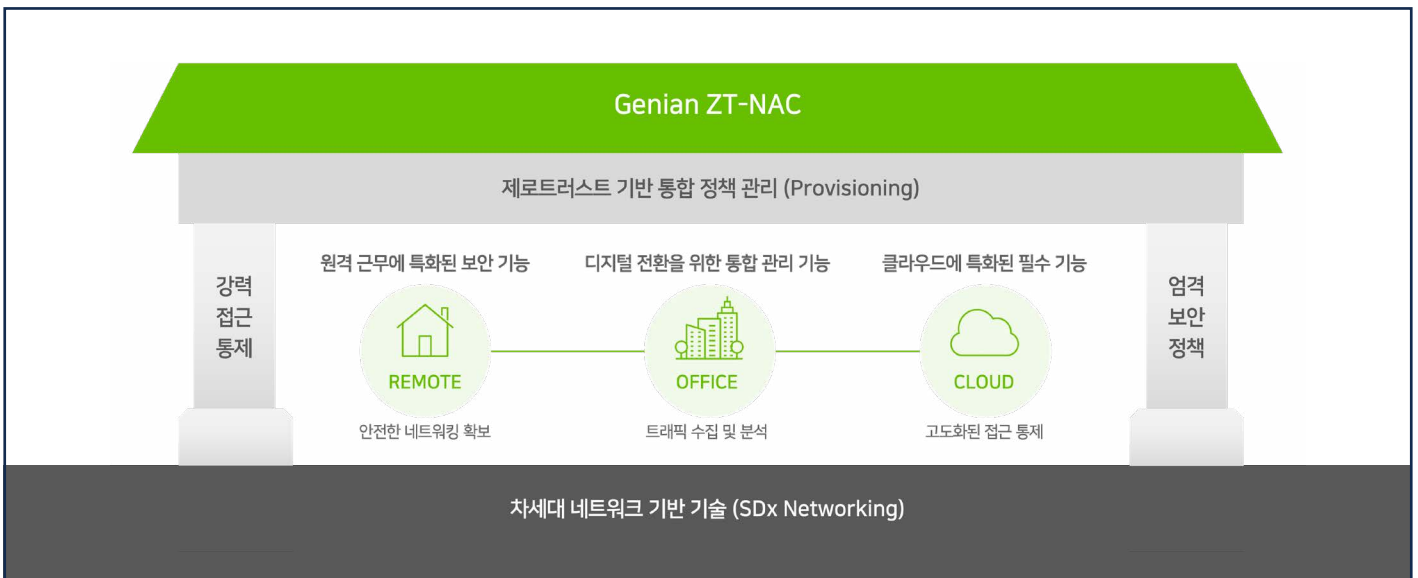 Genian ZT-NAC
제로트러스트 기반 통합 정책 관리 (Provisioning)
강력
접근
통제
원격 근무에 특화된 보안 기능
REMOTE
안전한 네트워킹 확보
디지털 전환을 위한 통합 관리 기능
OFFICE
트래픽 수집 및 분석
클라우드에 특화된 필수 기능
CLOUD
고도화된 접근 통제
엄격
보안
정책
차세대 네트워크 기반 기술 (SDx Networking)